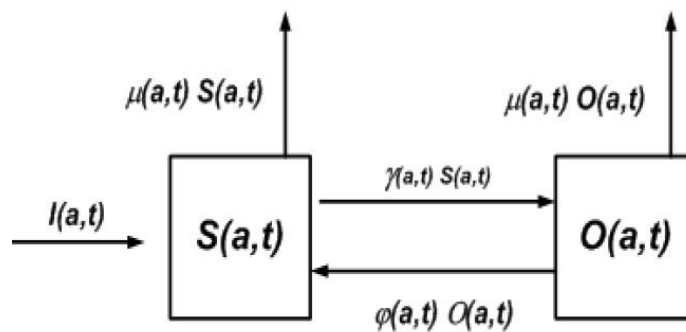 μ(a,t) S(a,t)
μ(a,t) O(a,t)
γ(a,t) S(a,t)
I(a,t)
S(a,t)
O(a,t)
φ(a,t) O(a,t)